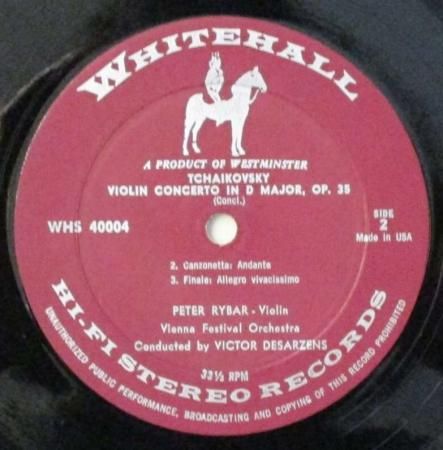 WHITEHALL
A PRODUCT OF WESTMINSTER
TCHAIKOVSKY
VIOLIN CONCERTO IN D MAJOR, OP. 35
(Concl.)
WHS 40004
SIDE
2
Made in USA
2. Canzonetta: Andante
3. Finale: Allegro vivacissimo
PETER RYBAR - Violin
Vienna Festival Orchestra
Conducted by VICTOR DESARZENS
33 1/3 RPM
HI-FI STEREO RECORDS
UNAUTHORIZED PUBLIC PERFORMANCE, BROADCASTING AND COPYING OF THIS RECORD PROHIBITED